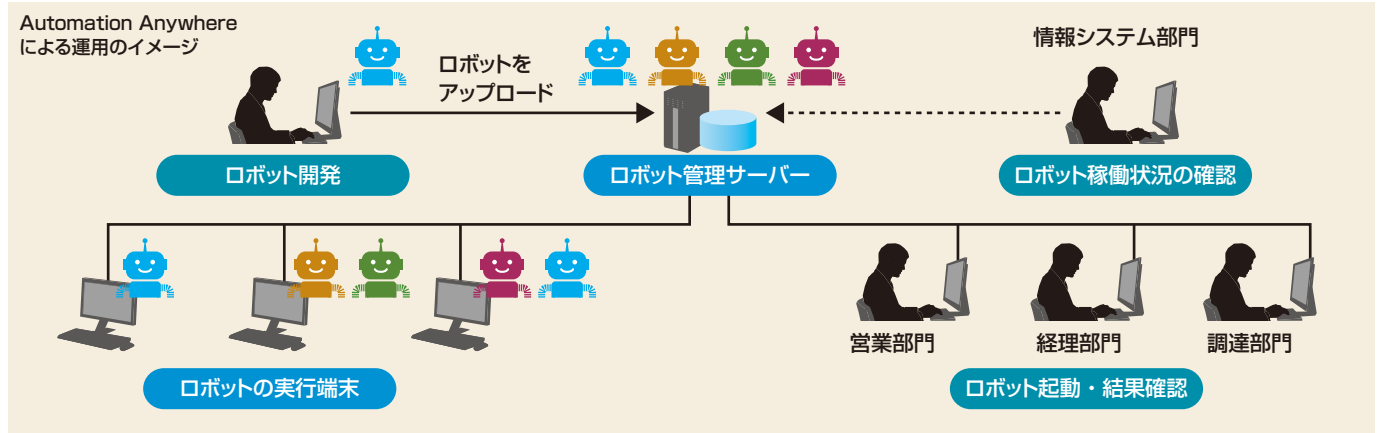 Automation Anywhere
による運用のイメージ
ロボットを
アップロード
情報システム部門
ロボット開発
ロボット管理サーバー
ロボット稼働状況の確認
営業部門
経理部門
調達部門
ロボットの実行端末
ロボット起動・結果確認